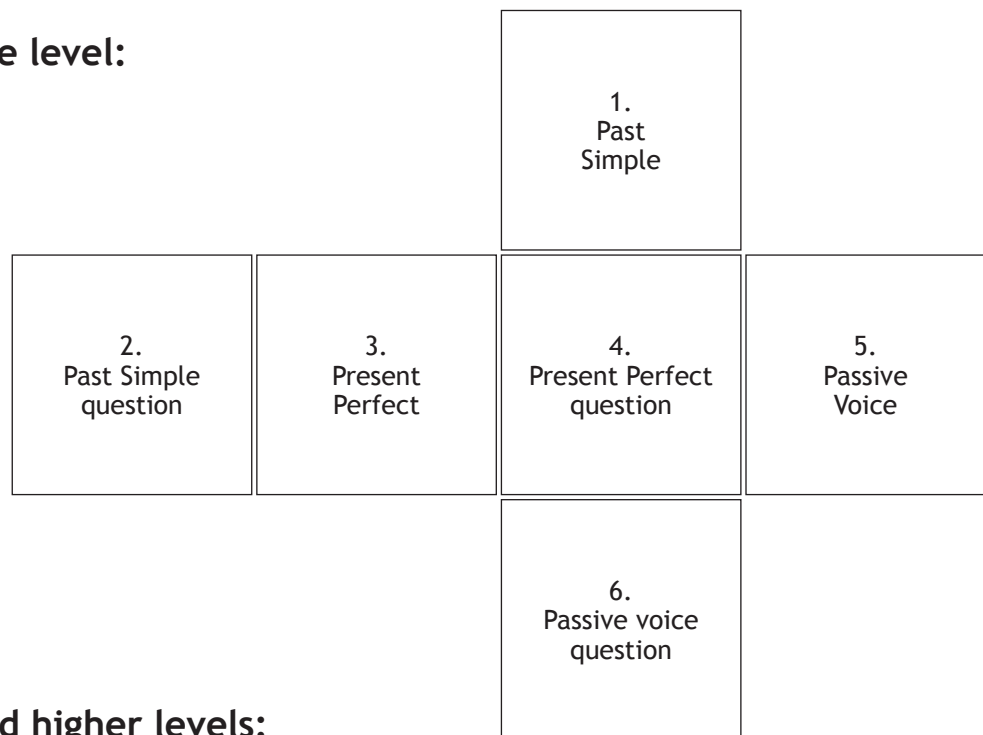 e level:
1.
Past
Simple
2.
Past Simple
question
3.
Present
Perfect
4.
Present Perfect
question
5.
Passive
Voice
6.
Passive voice
question
d higher levels: